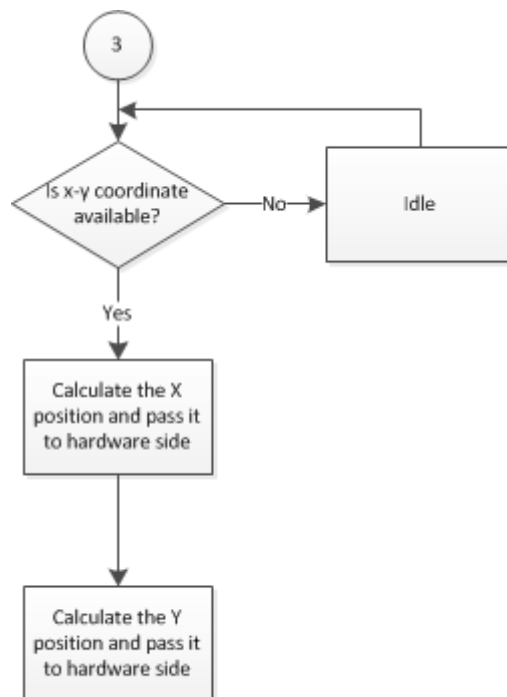 3
Is x-y coordinate
available?
No
Idle
Yes
Calculate the X
position and pass it
to hardware side
Calculate the Y
position and pass it
to hardware side